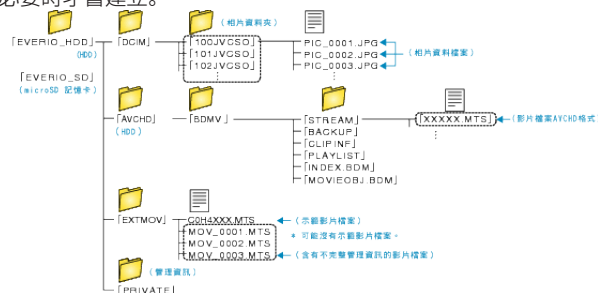 必要時才會建立。
(相片資料夾)
「EVERIO_HDD」 「DCIM」 「100JVCSO」 PIC_0001.JPG
(HDD) 「101JVCSO」 PIC_0002.JPG (相片資料檔案)
「102JVCSO」 PIC_0003.JPG
「EVERIO_SD」
(microSD 記憶卡)
「AVCHD」 「BDMV」 「STREAM」 「XXXXX.MTS」 (影片檔案AVCHD格式
(HDD) 「BACKUP」
「CLIPINF」
「PLAYLIST」
「INDEX.BDM」
「MOVIEOBJ.BDM」
「EXTMOV」 C0H4XXX.MTS (示範影片檔案)
MOV_0001.MTS * 可能沒有示範影片檔案。
MOV_0002.MTS
MOV_0003.MTS (含有不完整管理資訊的影片檔案)
(管理資訊)
「PRIVATE」